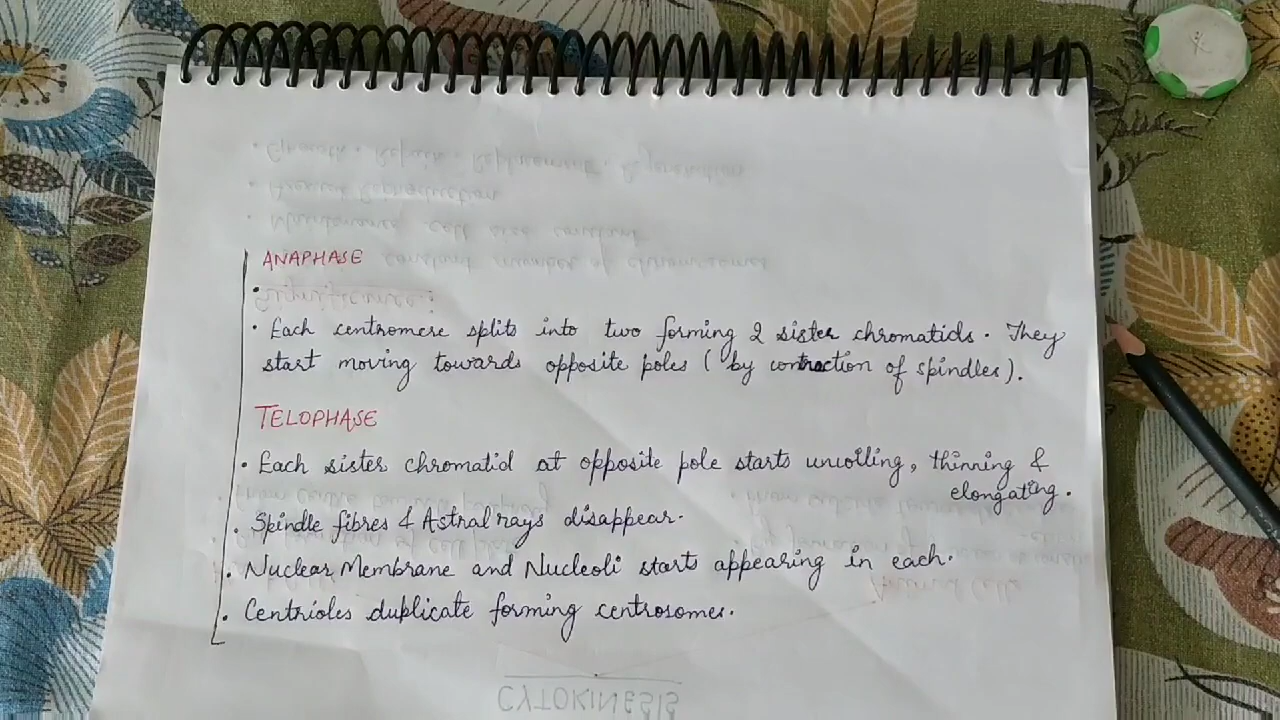 ANAPHASE
• Each centromere splits into two forming 2 sister chromatids. They
start moving towards opposite poles ( by contraction of spindles).
TELOPHASE
• Each sister chromatid at opposite pole starts uncoiling, thinning &
elongating.
• Spindle fibres & Astral rays disappear.
• Nuclear Membrane and Nucleoli starts appearing in each.
• Centrioles duplicate forming centrosomes.
CYTOKINESIS